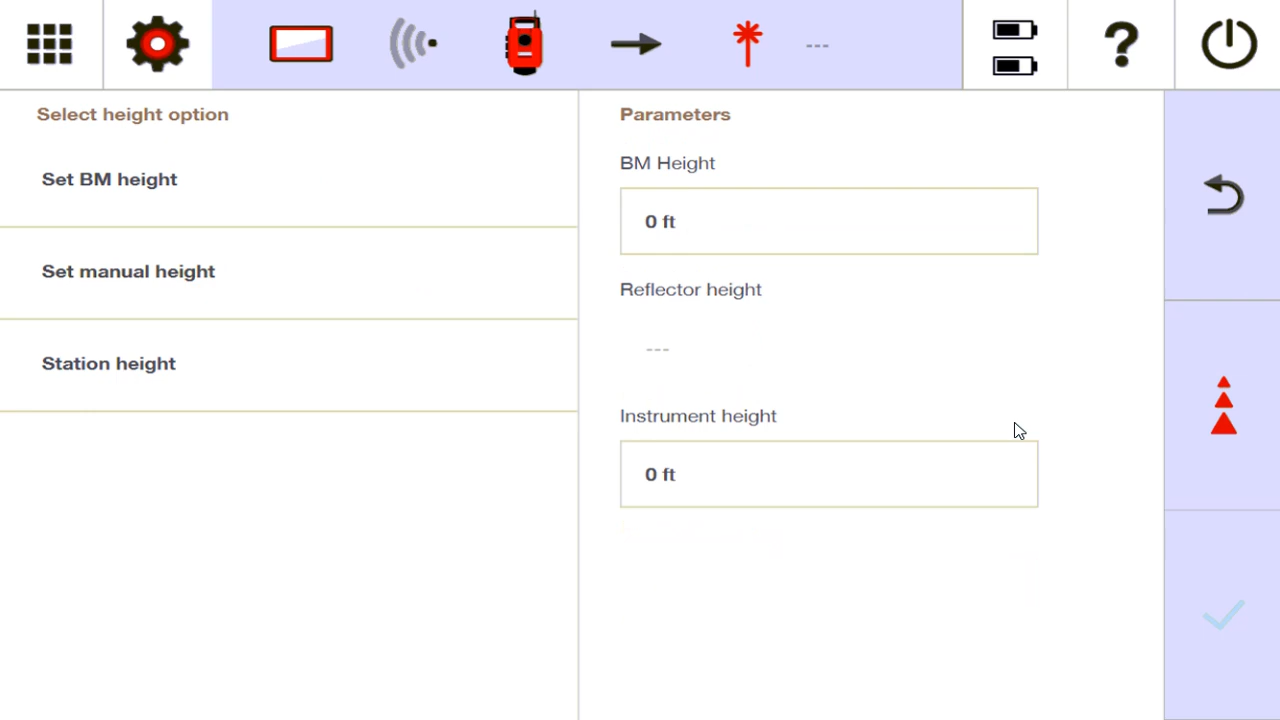 ---
?
Select height option
Set BM height
Set manual height
Station height
Parameters
BM Height
0 ft
Reflector height
---
Instrument height
0 ft